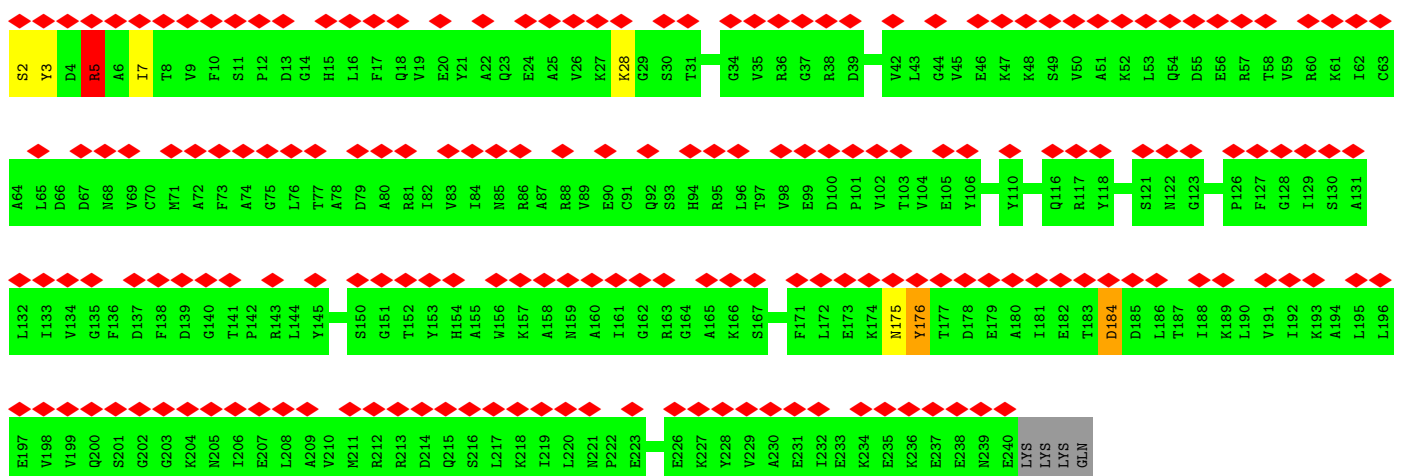 S2 Y3 D4 R5 A6 I7 T8 V9 F10 S11 P12 D13 G14 H15 L16 F17 Q18 V19 E20 Y21 A22 Q23 E24 A25 V26 K27 K28 G29 S30 T31 G34 V35 R36 G37 R38 D39 V42 L43 G44 V45 E46 K47 K48 S49 V50 A51 K52 L53 Q54 D55 E56 R57 T58 V59 R60 K61 I62 C63
A64 L65 D66 D67 N68 V69 C70 M71 A72 F73 A74 G75 L76 T77 A78 D79 A80 R81 I82 V83 I84 N85 R86 A87 R88 V89 E90 C91 Q92 S93 H94 R95 L96 T97 V98 E99 D100 P101 V102 T103 V104 E105 Y106 Y110 Q116 R117 Y118 S121 N122 G123 P126 F127 G128 I129 S130 A131
L132 I133 V134 G135 F136 D137 F138 D139 G140 T141 P142 R143 L144 Y145 S150 G151 T152 Y153 H154 A155 W156 K157 A158 N159 A160 I161 G162 R163 G164 A165 K166 S167 F171 L172 E173 K174 N175 Y176 T177 D178 E179 A180 I181 E182 T183 D184 D185 L186 T187 I188 K189 L190 V191 I192 K193 A194 L195 L196
E197 V198 V199 Q200 S201 G202 G203 K204 N205 I206 E207 L208 A209 V210 M211 R212 R213 D214 Q215 S216 L217 K218 I219 L220 N221 P222 E223 E226 K227 Y228 V229 A230 E231 I232 E233 K234 E235 K236 E237 E238 N239 E240 LYS LYS LYS GLN